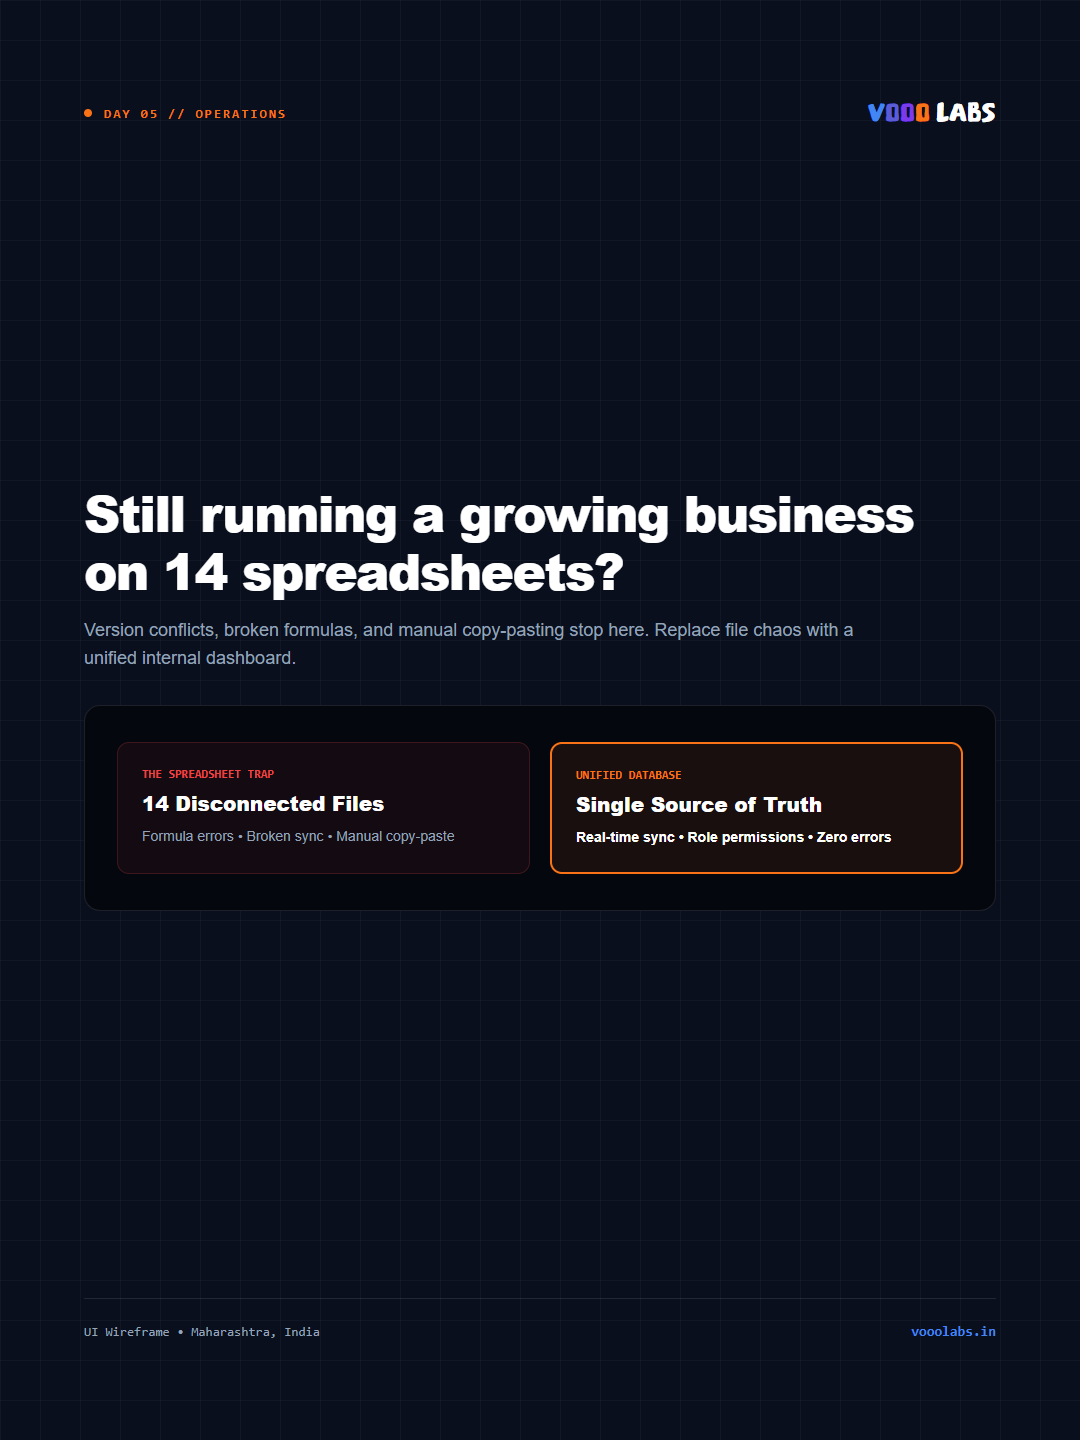 DAY 05 // OPERATIONS
VOOO LABS
Still running a growing business
on 14 spreadsheets?
Version conflicts, broken formulas, and manual copy-pasting stop here. Replace file chaos with a
unified internal dashboard.
THE SPREADSHEET TRAP
14 Disconnected Files
Formula errors • Broken sync • Manual copy-paste
UNIFIED DATABASE
Single Source of Truth
Real-time sync • Role permissions • Zero errors
UI Wireframe • Maharashtra, India
vooolabs.in